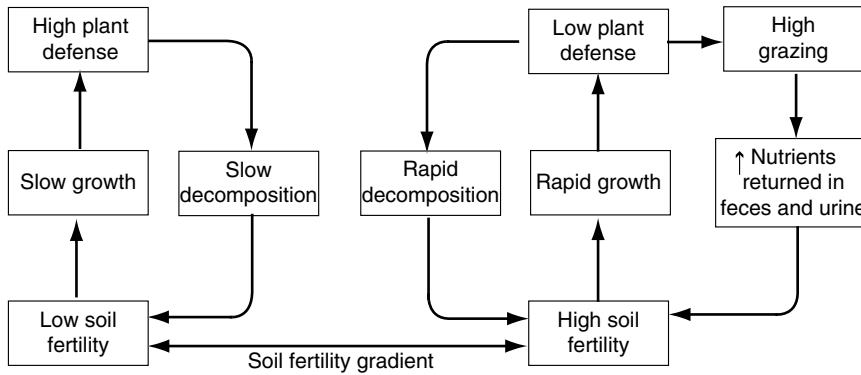 High plant
defense
Low plant
defense
High
grazing
Slow growth
Slow
decomposition
Rapid
decomposition
Rapid growth
↑ Nutrients
returned in
feces and urine
Low soil
fertility
Soil fertility gradient
High soil
fertility